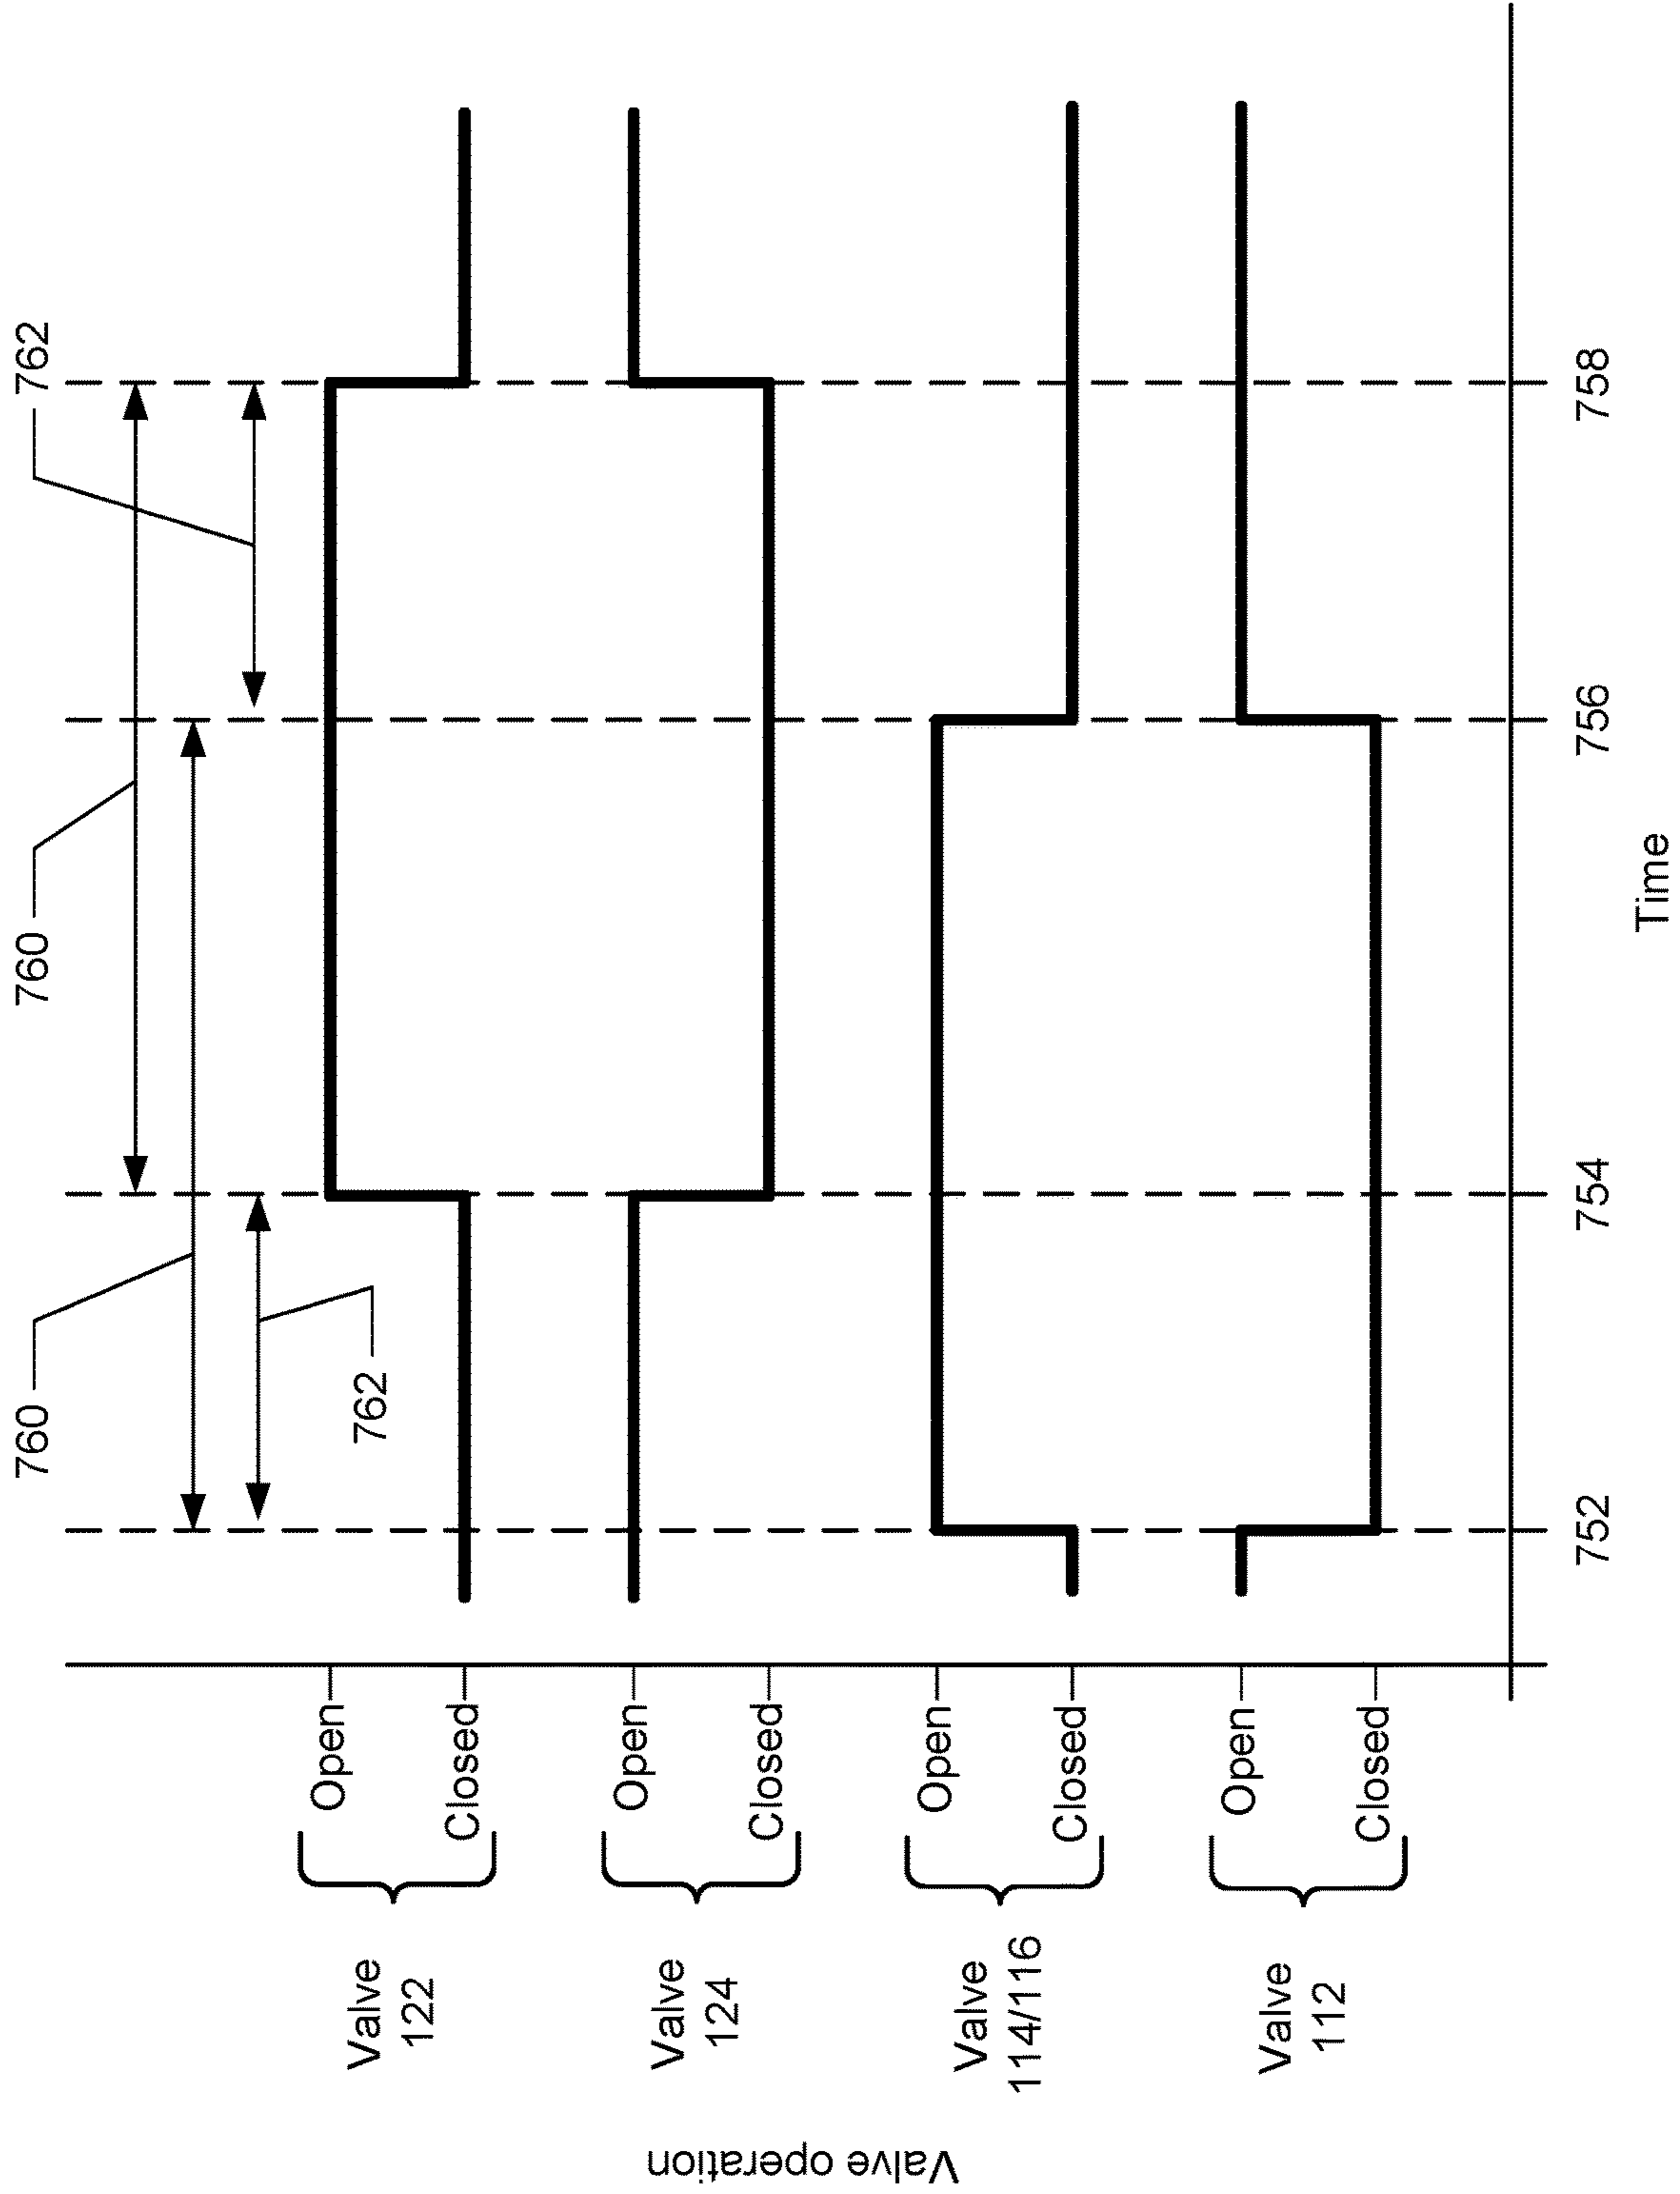 762
760
760
762
Valve
122
Open
Closed
Valve
124
Open
Closed
Valve
114/116
Open
Closed
Valve
112
Open
Closed
Valve operation
752
754
756
758
Time